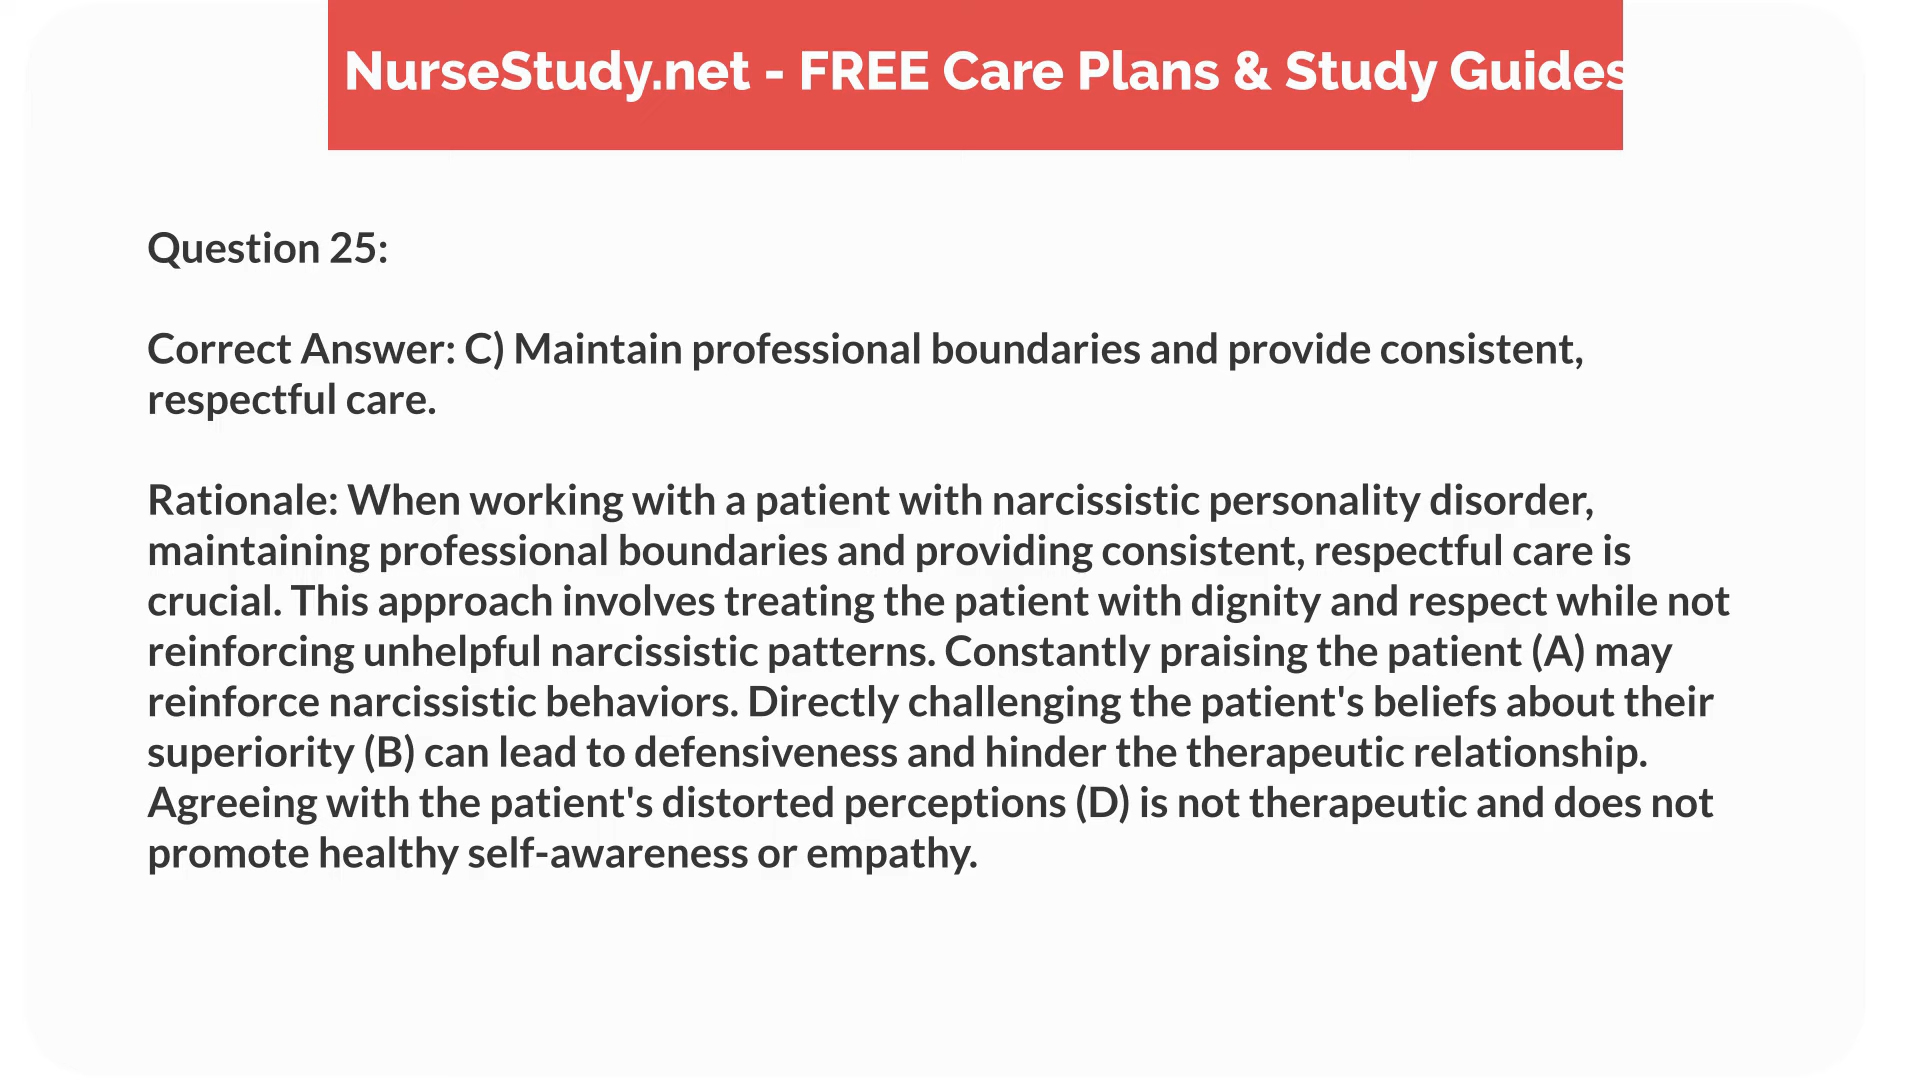 NurseStudy.net - FREE Care Plans & Study Guides
Question 25:
Correct Answer: C) Maintain professional boundaries and provide consistent,
respectful care.
Rationale: When working with a patient with narcissistic personality disorder,
maintaining professional boundaries and providing consistent, respectful care is
crucial. This approach involves treating the patient with dignity and respect while not
reinforcing unhelpful narcissistic patterns. Constantly praising the patient (A) may
reinforce narcissistic behaviors. Directly challenging the patient's beliefs about their
superiority (B) can lead to defensiveness and hinder the therapeutic relationship.
Agreeing with the patient's distorted perceptions (D) is not therapeutic and does not
promote healthy self-awareness or empathy.